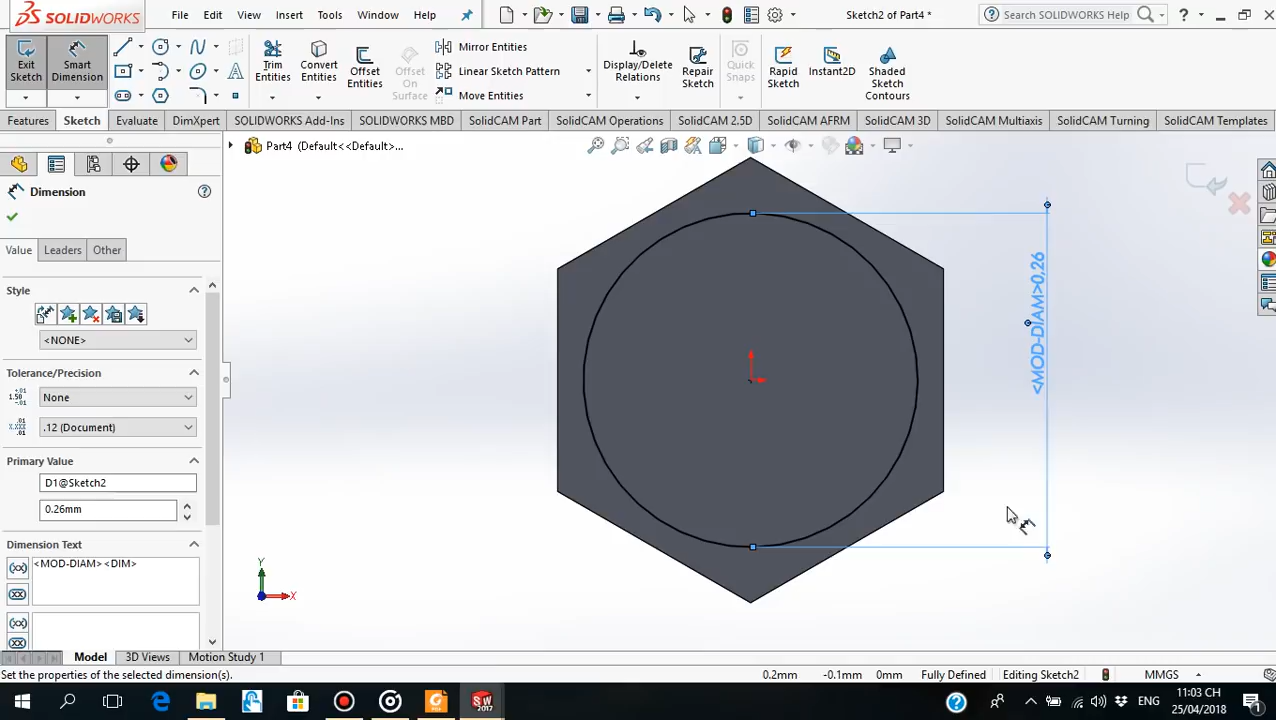 SOLIDWORKS
File
Edit
View
Insert
Tools
Window
Help
Sketch2 of Part4 *
Search SOLIDWORKS Help
Exit Sketch
Smart Dimension
Trim Entities
Convert Entities
Offset Entities
Offset On Surface
Mirror Entities
Linear Sketch Pattern
Move Entities
Display/Delete Relations
Repair Sketch
Quick Snaps
Rapid Sketch
Instant2D
Shaded Sketch Contours
Features
Sketch
Evaluate
DimXpert
SOLIDWORKS Add-Ins
SOLIDWORKS MBD
SolidCAM Part
SolidCAM Operations
SolidCAM 2.5D
SolidCAM AFRM
SolidCAM 3D
SolidCAM Multiaxis
SolidCAM Turning
SolidCAM Templates
Part4 (Default<<Default>...
Dimension
Value
Leaders
Other
Style
<NONE>
Tolerance/Precision
None
.12 (Document)
Primary Value
D1@Sketch2
0.26mm
Dimension Text
<MOD-DIAM><DIM>
<MOD-DIAM>0,26
Y
X
Model
3D Views
Motion Study 1
Set the properties of the selected dimension(s).
0.2mm
-0.1mm
0mm
Fully Defined
Editing Sketch2
MMGS
11:03 CH
25/04/2018